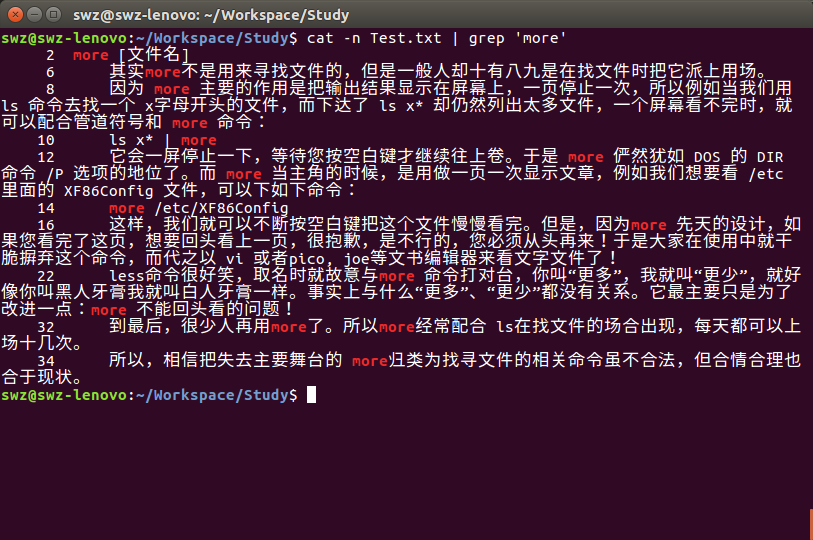 swz@swz-lenovo: ~/Workspace/Study
swz@swz-lenovo:~/Workspace/Study$ cat -n Test.txt | grep 'more'
     2  more [文件名]
     6      其实more不是用来寻找文件的，但是一般人却十有八九是在找文件时把它派上用场。
     8      因为 more 主要的作用是把输出结果显示在屏幕上，一页停止一次，所以例如当我们用
ls 命令去找一个 x字母开头的文件，而下达了 ls x* 却仍然列出太多文件，一个屏幕看不完时，就
可以配合管道符号和 more 命令：
    10      ls x* | more
    12      它会一屏停止一下，等待您按空白键才继续往上卷。于是 more 俨然犹如 DOS 的 DIR
命令 /P 选项的地位了。而 more 当主角的时候，是用做一页一次显示文章，例如我们想要看 /etc
里面的 XF86Config 文件，可以下如下命令：
    14      more /etc/XF86Config
    16      这样，我们就可以不断按空白键把这个文件慢慢看完。但是，因为more 先天的设计，如
果您看完了这页，想要回头看上一页，很抱歉，是不行的，您必须从头再来！于是大家在使用中就干
脆摒弃这个命令，而代之以 vi 或者pico, joe等文书编辑器来看文字文件了！
    22      less命令很好笑，取名时就故意与more 命令打对台，你叫“更多”，我就叫“更少”，就好
像你叫黑人牙膏我就叫白人牙膏一样。事实上与什么“更多”、“更少”都没有关系。它最主要只是为了
改进一点：more 不能回头看的问题！
    32      到最后，很少人再用more了。所以more经常配合 ls在找文件的场合出现，每天都可以上
场十几次。
    34      所以，相信把失去主要舞台的 more归类为找寻文件的相关命令虽不合法，但合情合理也
合于现状。
swz@swz-lenovo:~/Workspace/Study$